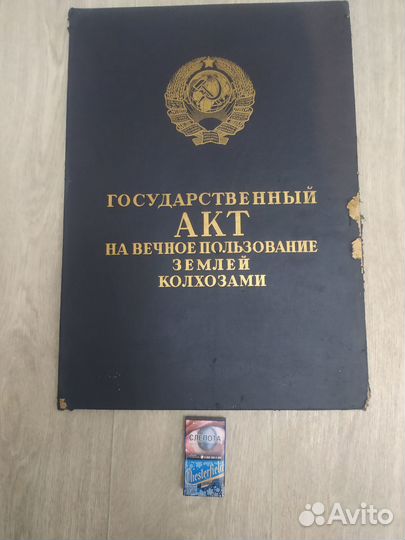 ГОСУДАРСТВЕННЫЙ
АКТ
НА ВЕЧНОЕ ПОЛЬЗОВАНИЕ
ЗЕМЛЕЙ
КОЛХОЗАМИ
СЛЕПОТА
Chesterfield
Avito